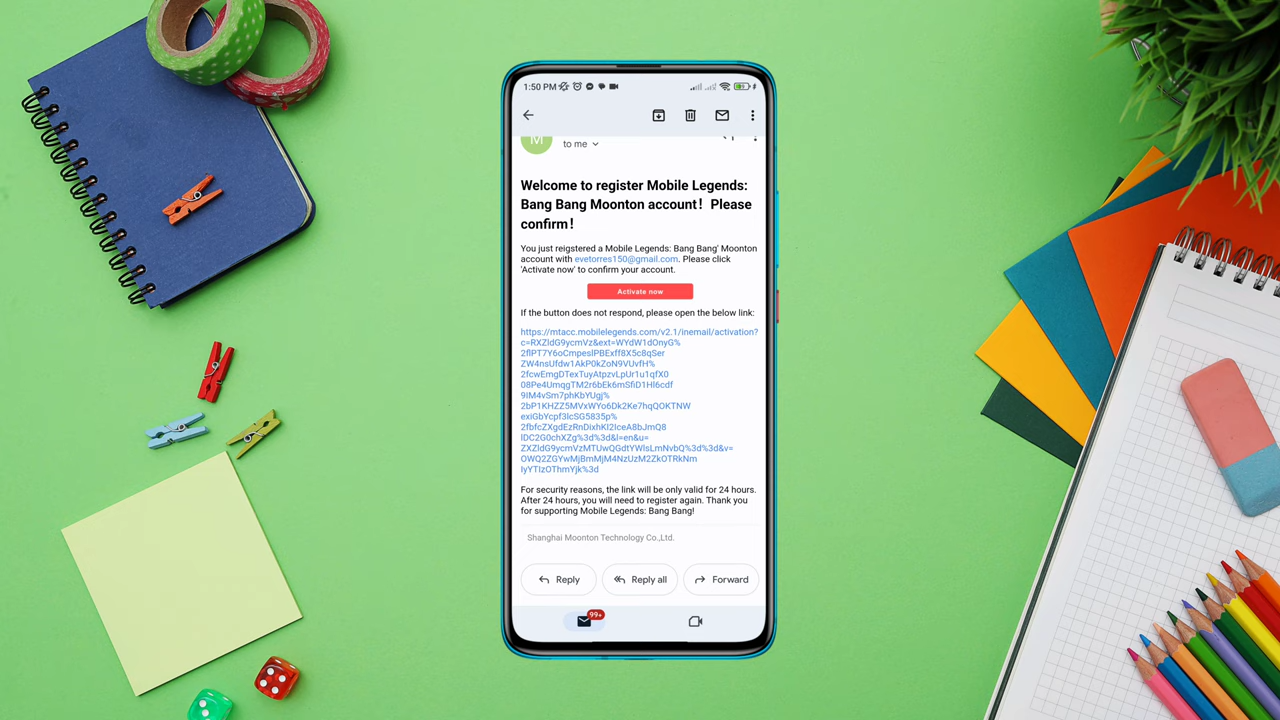 1:50 PM
M
to me
Welcome to register Mobile Legends:
Bang Bang Moonton account！ Please
confirm！
You just reigstered a Mobile Legends: Bang Bang' Moonton
account with evetorres150@gmail.com. Please click
'Activate now' to confirm your account.
Activate now
If the button does not respond, please open the below link:
https://mtacc.mobilelegends.com/v2.1/inemail/activation?
c=RXZldG9ycmVz&ext=WYdW1dOnyG%
ZW4nsUfdw1AkP0kZoN9VUvfH%
2fcwEmgDTexTuyAtpzvLpUr1u1qfX0
08Pe4UmqgTM2r6bEk6mSfiD1Hl6cdf
9IM4vSm7phKbYUgj%
2bP1KHZZ5MVxWYo6Dk2Ke7hqQOKTNW
exiGbYcpf3IcSG5835p%
2fbfcZXgdEzRnDixhKI2IceA8bJmQ8
lDC2G0chXZg%3d%3d&l=en&u=
ZXZldG9ycmVzMTUwQGdtYWlsLmNvbQ%3d%3d&v=
OWQ2ZGYwMjBmMjM4NzUzM2ZkOTRkNm
IyYTIzOThmYjk%3d
For security reasons, the link will be only valid for 24 hours.
After 24 hours, you will need to register again. Thank you
for supporting Mobile Legends: Bang Bang!
Shanghai Moonton Technology Co.,Ltd.
Reply
Reply all
Forward
99+